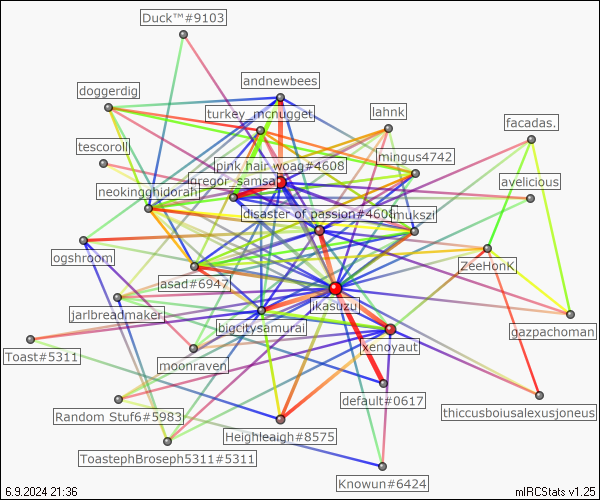 Duck™#9103
andnewbees
doggerdig
turkey_mcnugget
lahnk
facadas.
tescoroll
pink hair woag#4608
mingus4742
gregor_samsa
neokingghidorah
avelicious
disaster of passion#4608
mukszi
ogshroom
ZeeHonK
asad#6947
ikasuzu
jarlbreadmaker
bigcitysamurai
gazpachoman
Toast#5311
moonraven
xenoyaut
default#0617
Random Stuf6#5983
thiccusboiusalexusjoneus
Heighleaigh#8575
ToastephBroseph5311#5311
Knowun#6424
6.9.2024 21:36
mIRCStats v1.25